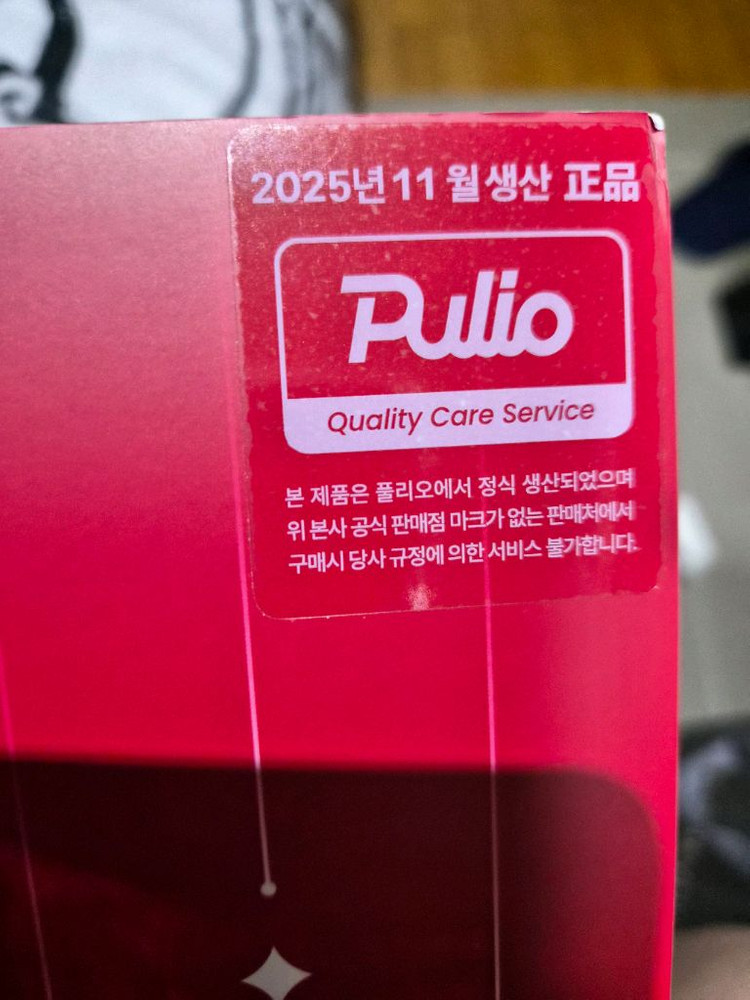 2025년 11월 생산 正品
Pulio
Quality Care Service
본 제품은 풀리오에서 정식 생산되었으며
위 본사 공식 판매점 마크가 없는 판매처에서
구매시 당사 규정에 의한 서비스 불가합니다.